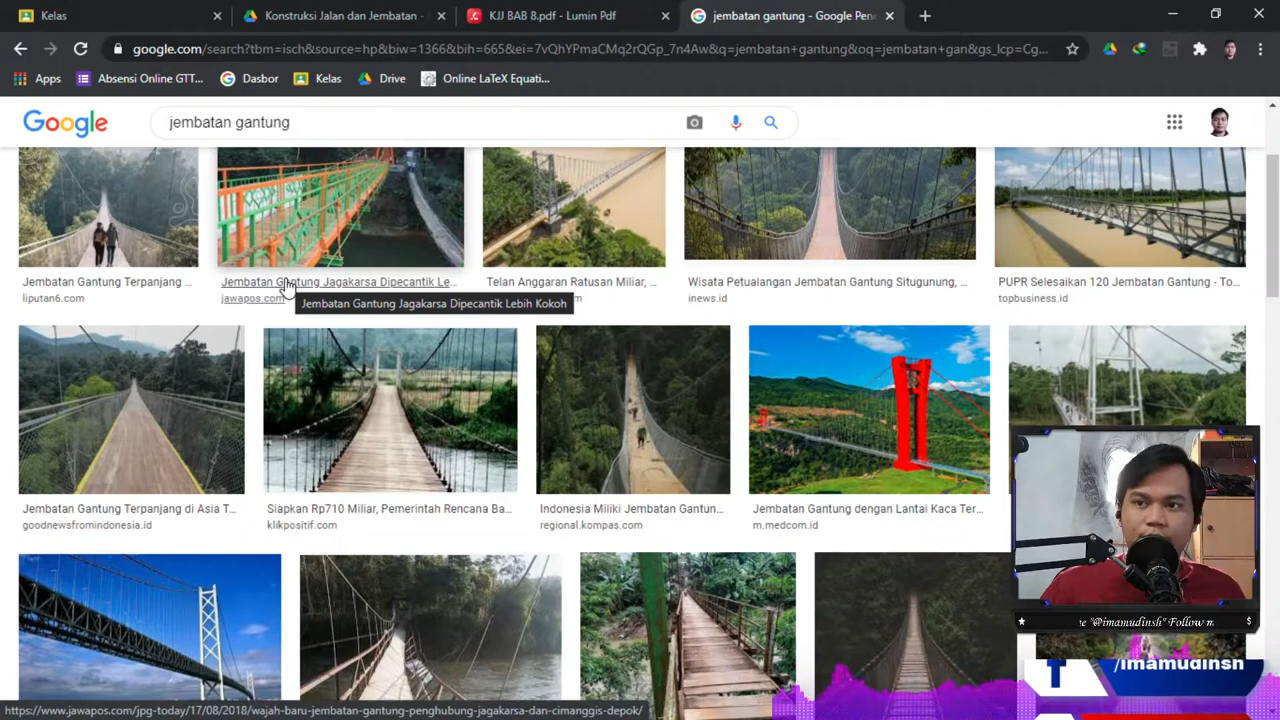 Kelas
Konstruksi Jalan dan Jembatan -
KJJ BAB 8.pdf - Lumin Pdf
jembatan gantung - Google Pene
google.com/search?tbm=isch&source=hp&biw=1366&bih=665&ei=7vQhYPmaCMq2rQGp_7n4Aw&q=jembatan+gantung&oq=jembatan+gan&gs_lcp=Cg...
Apps
Absensi Online GTT...
Dasbor
Kelas
Drive
Online LaTeX Equati...
Google
jembatan gantung
Jembatan Gantung Terpanjang ...
liputan6.com
Jembatan Gantung Jagakarsa Dipecantik Le...
jawapos.com
Jembatan Gantung Jagakarsa Dipecantik Lebih Kokoh
Telan Anggaran Ratusan Miliar, ...
Wisata Petualangan Jembatan Gantung Situgunung, ...
inews.id
PUPR Selesaikan 120 Jembatan Gantung - To...
topbusiness.id
Jembatan Gantung Terpanjang di Asia T...
goodnewsfromindonesia.id
Siapkan Rp710 Miliar, Pemerintah Rencana Ba...
klikpositif.com
Indonesia Miliki Jembatan Gantun...
regional.kompas.com
Jembatan Gantung dengan Lantai Kaca Ter...
m.medcom.id
e "@imamudinsh" Follow m
/imamudinsh
https://www.jawapos.com/jpg-today/17/08/2018/wajah-baru-jembatan-gantung-penghubung-jagakarsa-dan-cimanggis-depok/